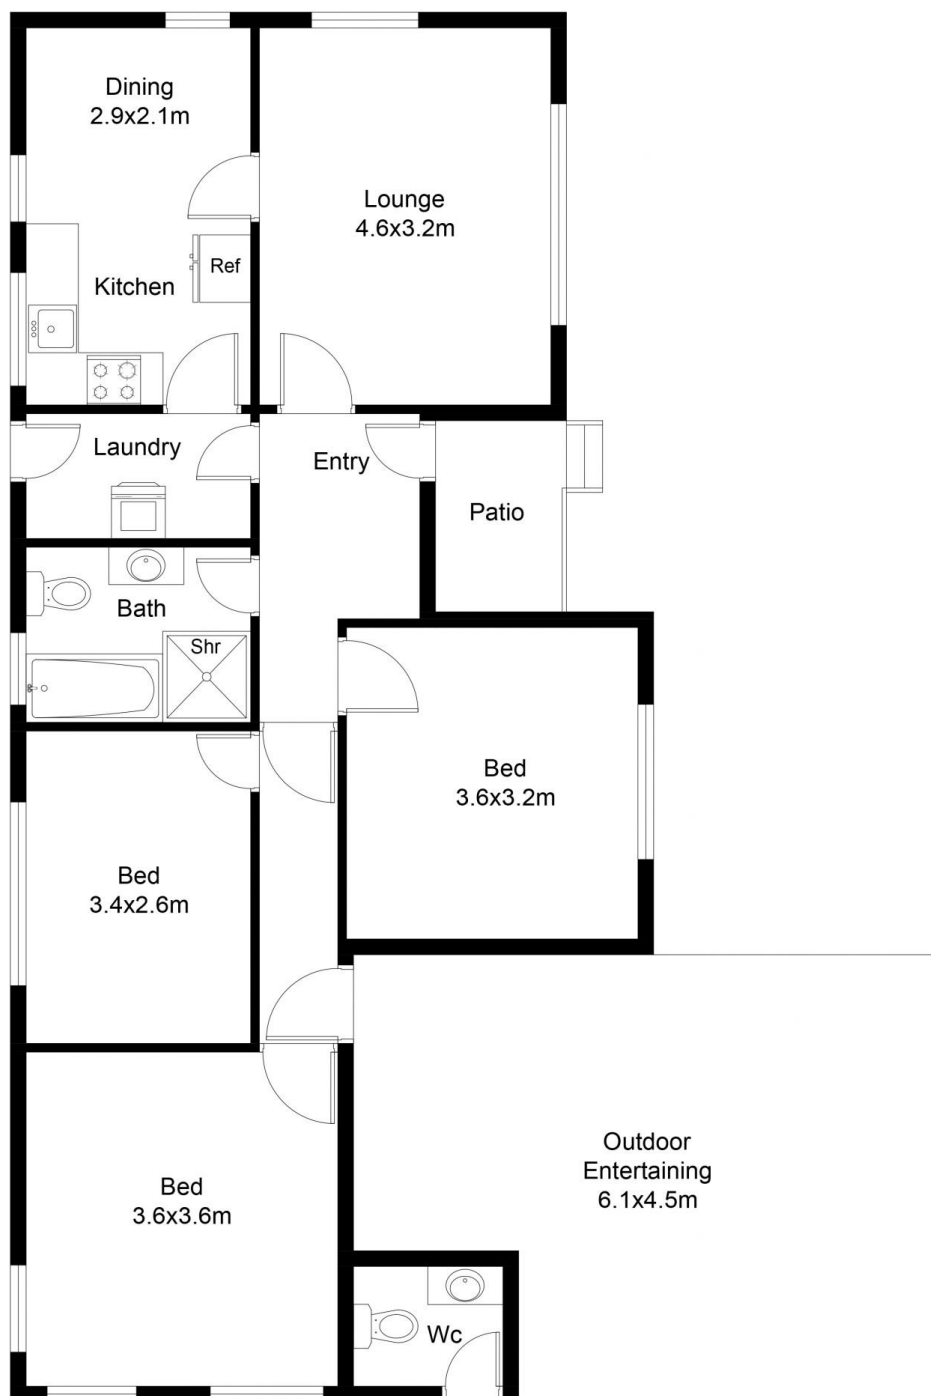 Dining
2.9x2.1m
Lounge
4.6x3.2m
Ref
Kitchen
Laundry
Entry
Patio
Bath
Shr
Bed
3.6x3.2m
Bed
3.4x2.6m
Outdoor
Entertaining
6.1x4.5m
Bed
3.6x3.6m
Wc